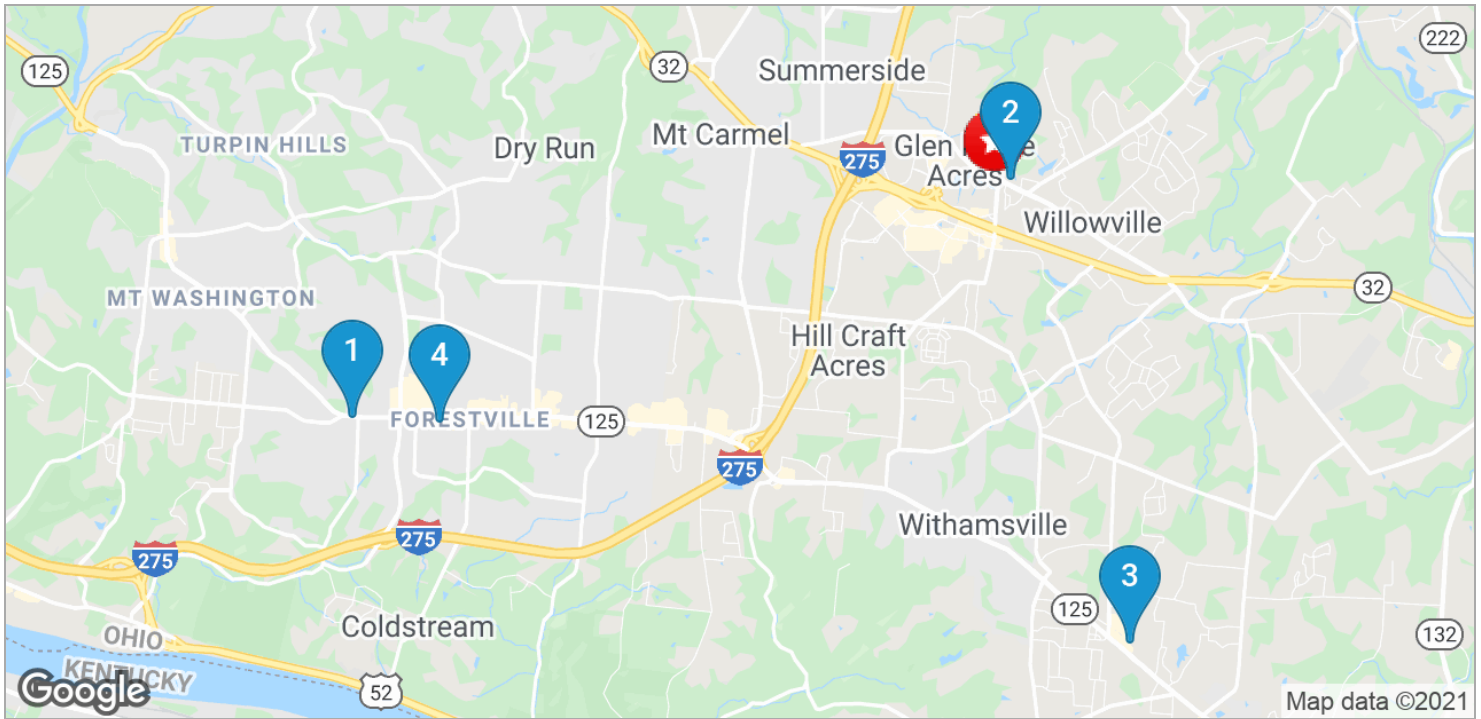 222
125
32
Summerside
2
TURPIN HILLS
Dry Run
Mt Carmel
275
Glen
Acres
Willowville
MT WASHINGTON
32
1
4
Hill Craft
Acres
FORESTVILLE
125
275
Withamsville
275
275
3
125
Coldstream
132
OHIO
KENTUCKY
52
Google
Map data ©2021